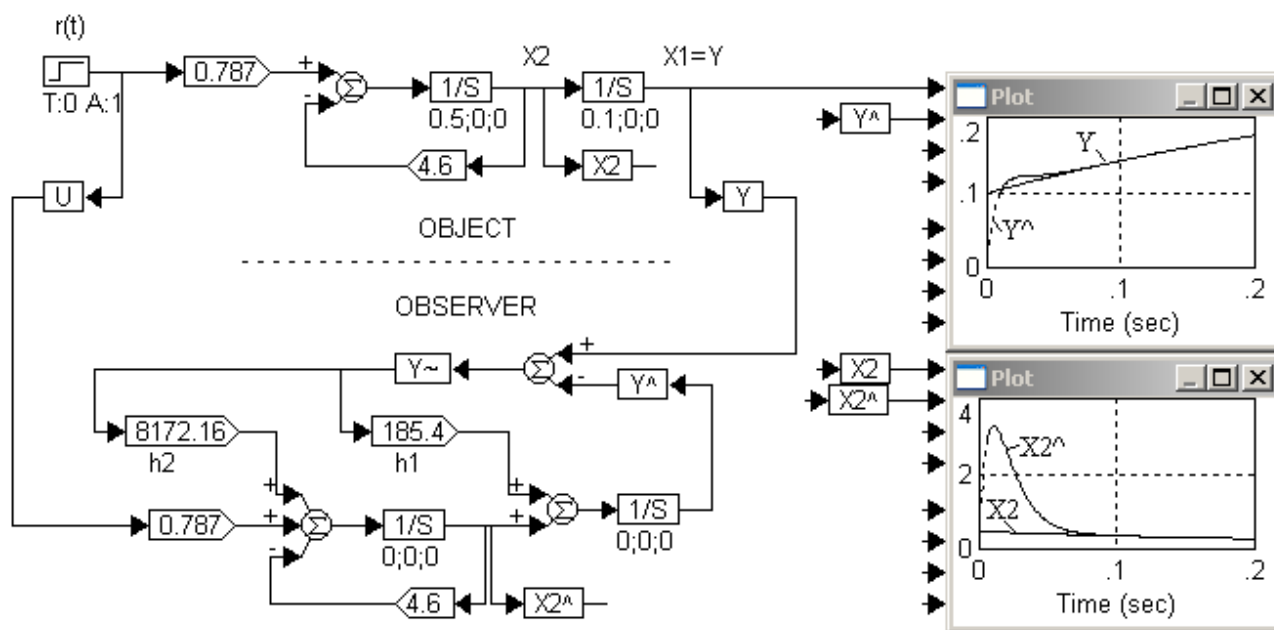 r(t)
T:0 A:1
0.787
+
-
Σ
1/S
0.5;0;0
X2
1/S
0.1;0;0
X1=Y
4.6
X2
U
Y
Y^
OBJECT
OBSERVER
Plot
.2
.1
0
Y
Y^
0 .1 .2
Time (sec)
Y~
Σ
+
-
Y^
X2
X2^
8172.16
h2
185.4
h1
0.787
+
+
-
Σ
1/S
0;0;0
+
+
Σ
1/S
0;0;0
4.6
X2^
Plot
4
2
0
X2^
X2
0 .1 .2
Time (sec)